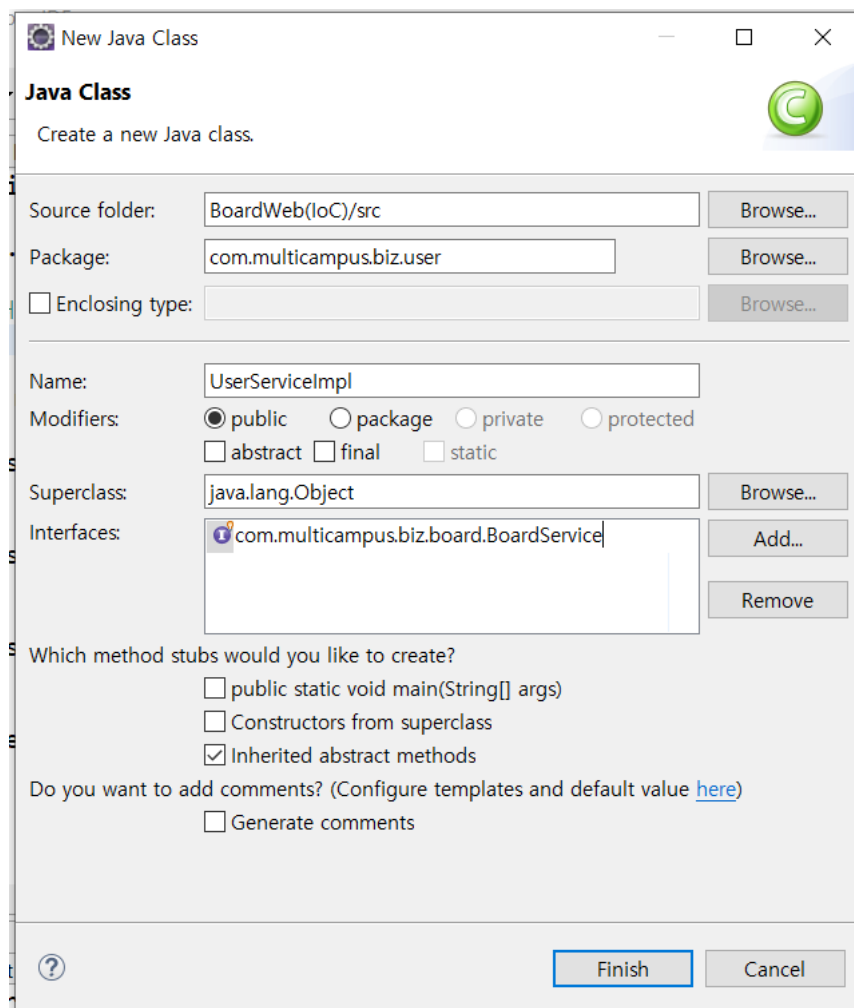 New Java Class
Java Class
Create a new Java class.
Source folder: BoardWeb(IoC)/src Browse...
Package: com.multicampus.biz.user Browse...
Enclosing type: Browse...
Name: UserServiceImpl
Modifiers: public package private protected
abstract final static
Superclass: java.lang.Object Browse...
Interfaces: com.multicampus.biz.board.BoardService Add...
Remove
Which method stubs would you like to create?
public static void main(String[] args)
Constructors from superclass
Inherited abstract methods
Do you want to add comments? (Configure templates and default value here)
Generate comments
Finish Cancel